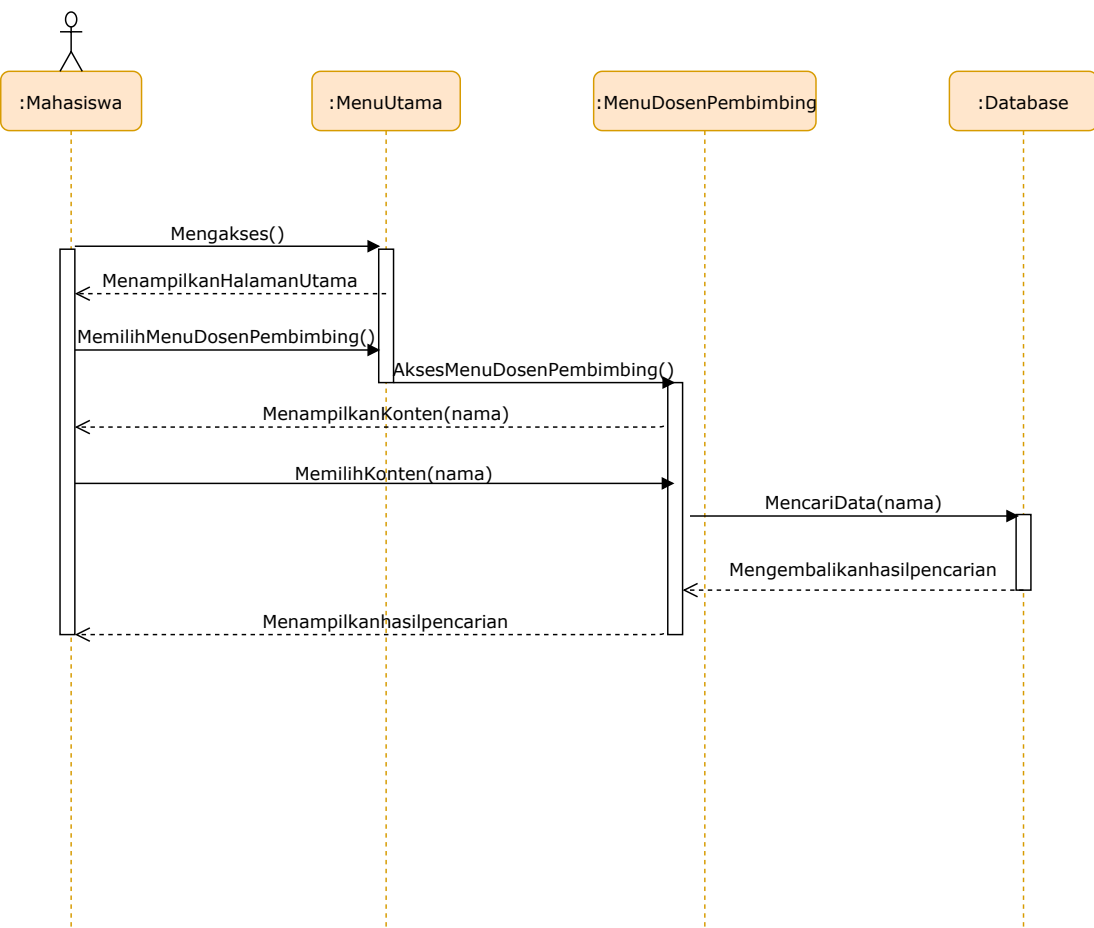 :Mahasiswa
:MenuUtama
:MenuDosenPembimbing
:Database
Mengakses()
MenampilkanHalamanUtama
MemilihMenuDosenPembimbing()
AksesMenuDosenPembimbing()
MenampilkanKonten(nama)
MemilihKonten(nama)
MencariData(nama)
Mengembalikanhasilpencarian
Menampilkanhasilpencarian